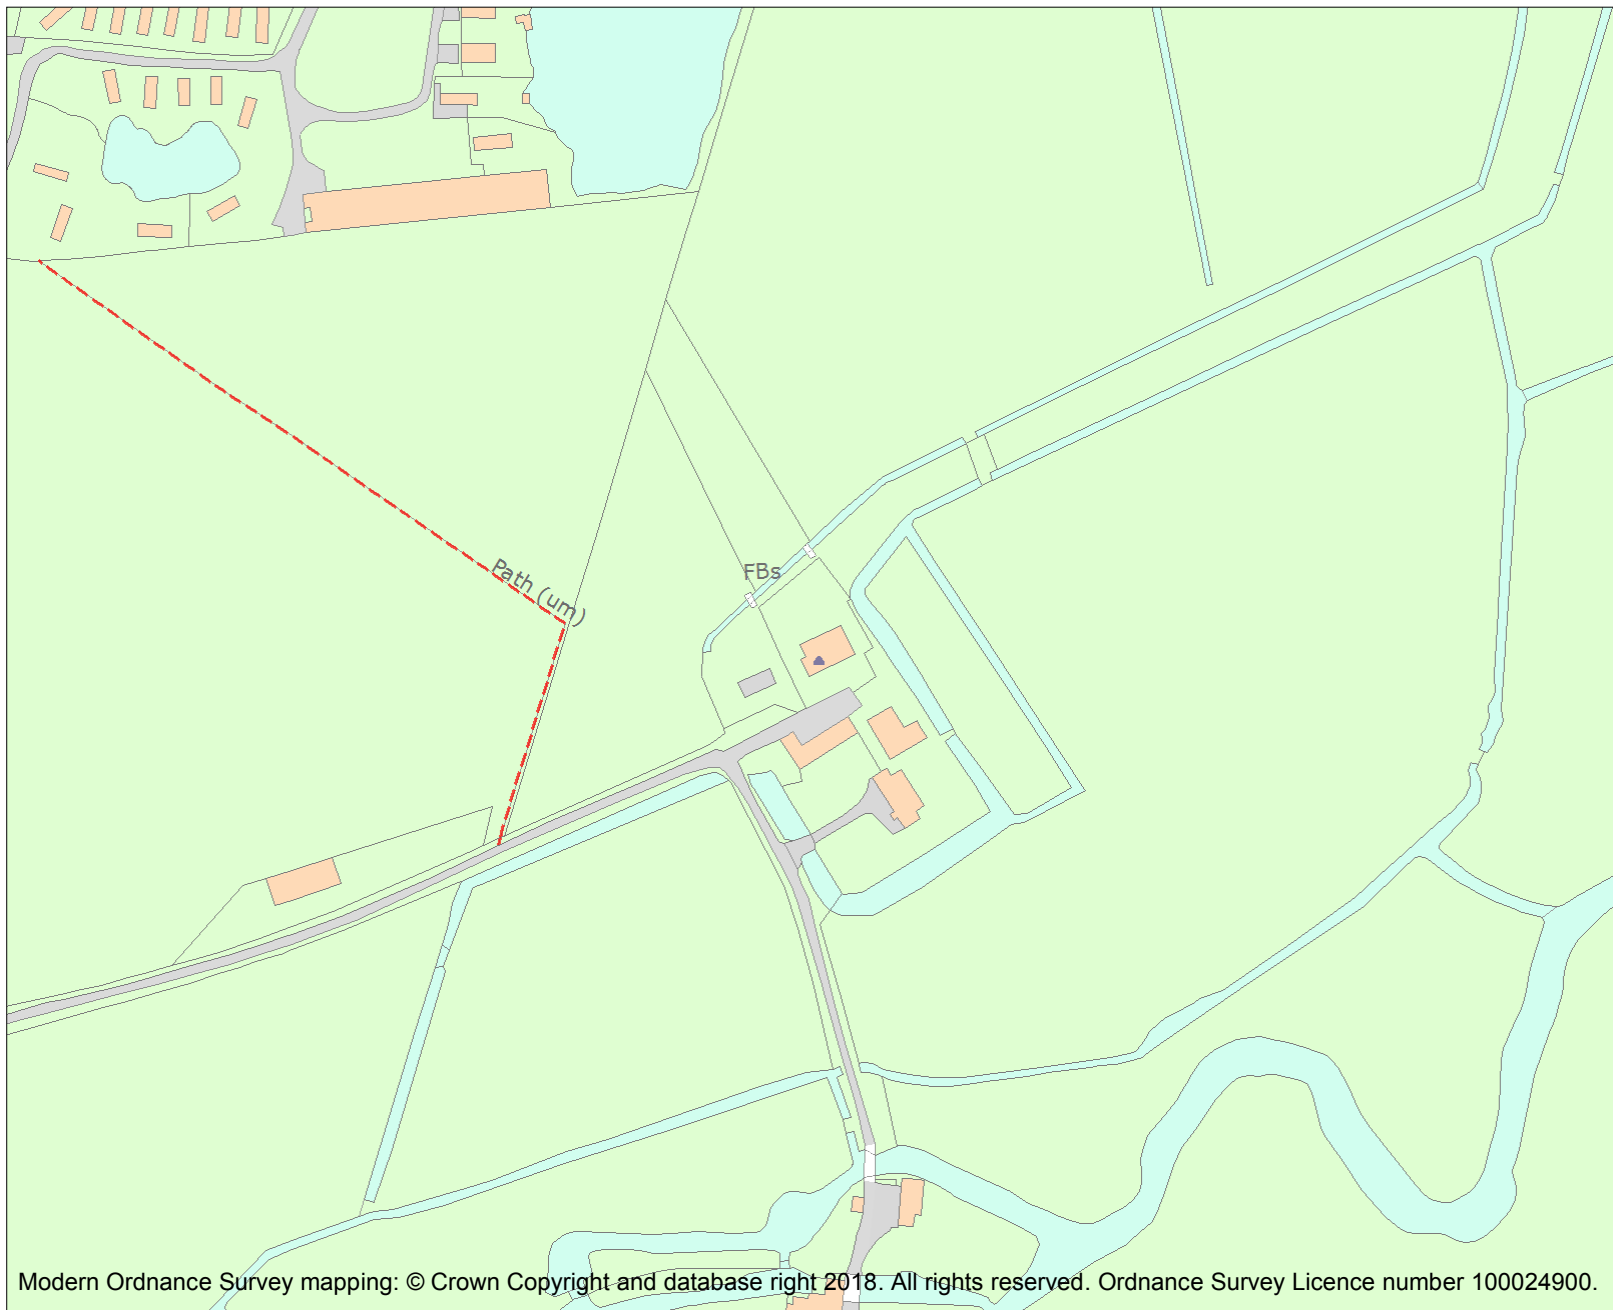 Path (um)
FBs
Modern Ordnance Survey mapping: © Crown Copyright and database right 2018. All rights reserved. Ordnance Survey Licence number 100024900.